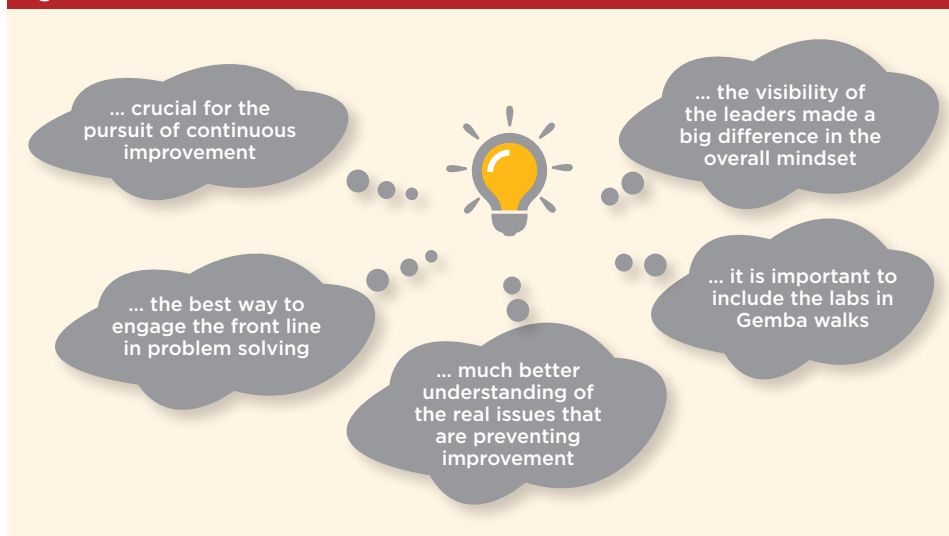 ... crucial for the
pursuit of continuous
improvement
... the visibility of
the leaders made a
big difference in the
overall mindset
... the best way to
engage the front line
in problem solving
... it is important to
include the labs in
Gemba walks
... much better
understanding of
the real issues that
are preventing
improvement